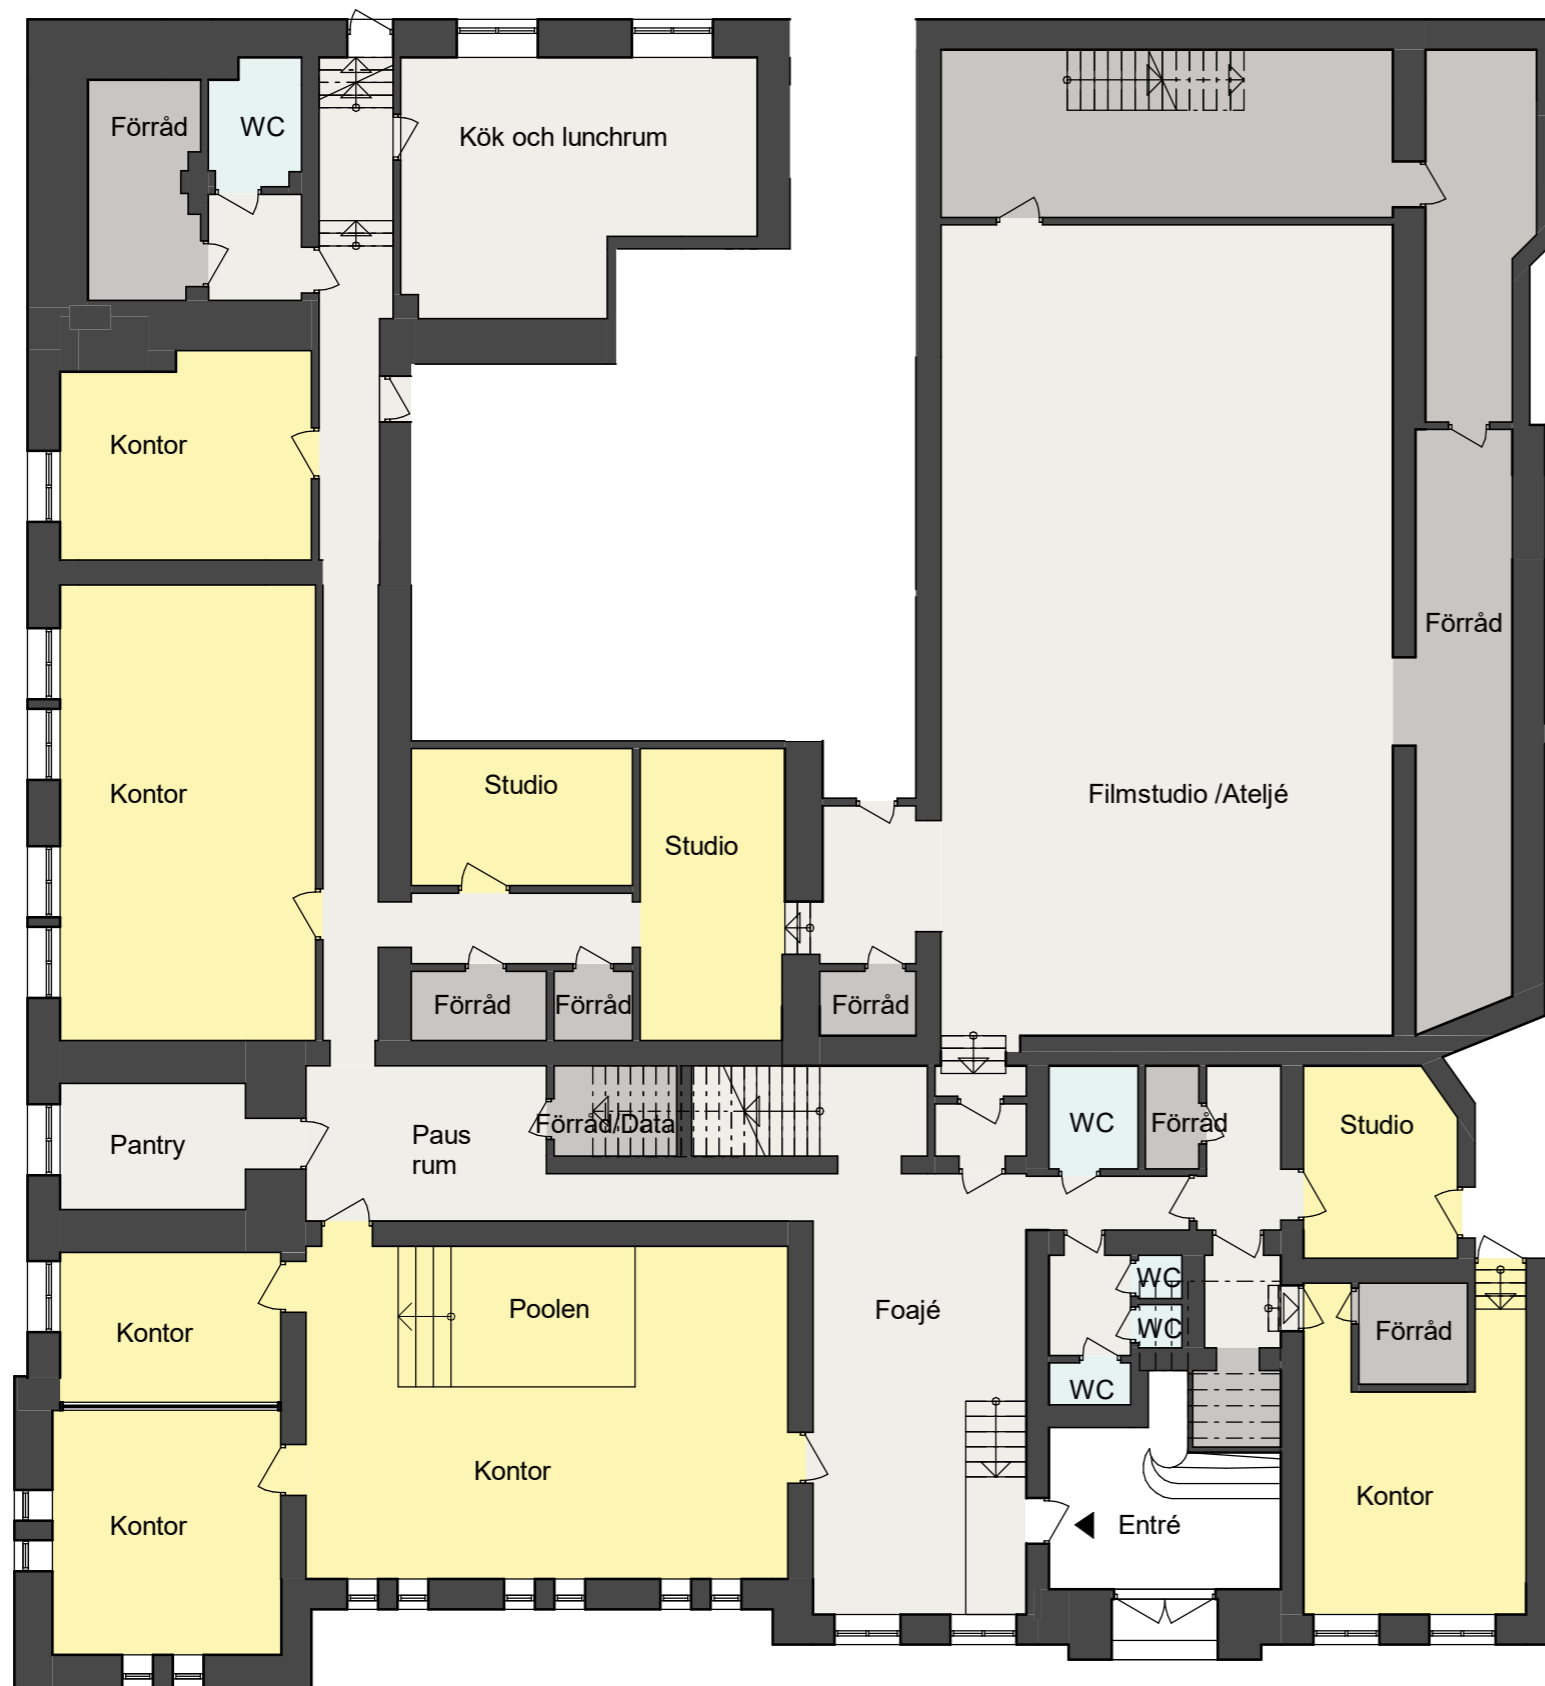 Förråd
WC
Kök och lunchrum
Kontor
Förråd
Kontor
Studio
Studio
Filmstudio /Ateljé
Förråd
Förråd
Förråd
Pantry
Paus
rum
Förråd/Data
WC
Förråd
Studio
Kontor
Poolen
Foajé
WC
WC
WC
Förråd
Kontor
Kontor
Entré
Kontor